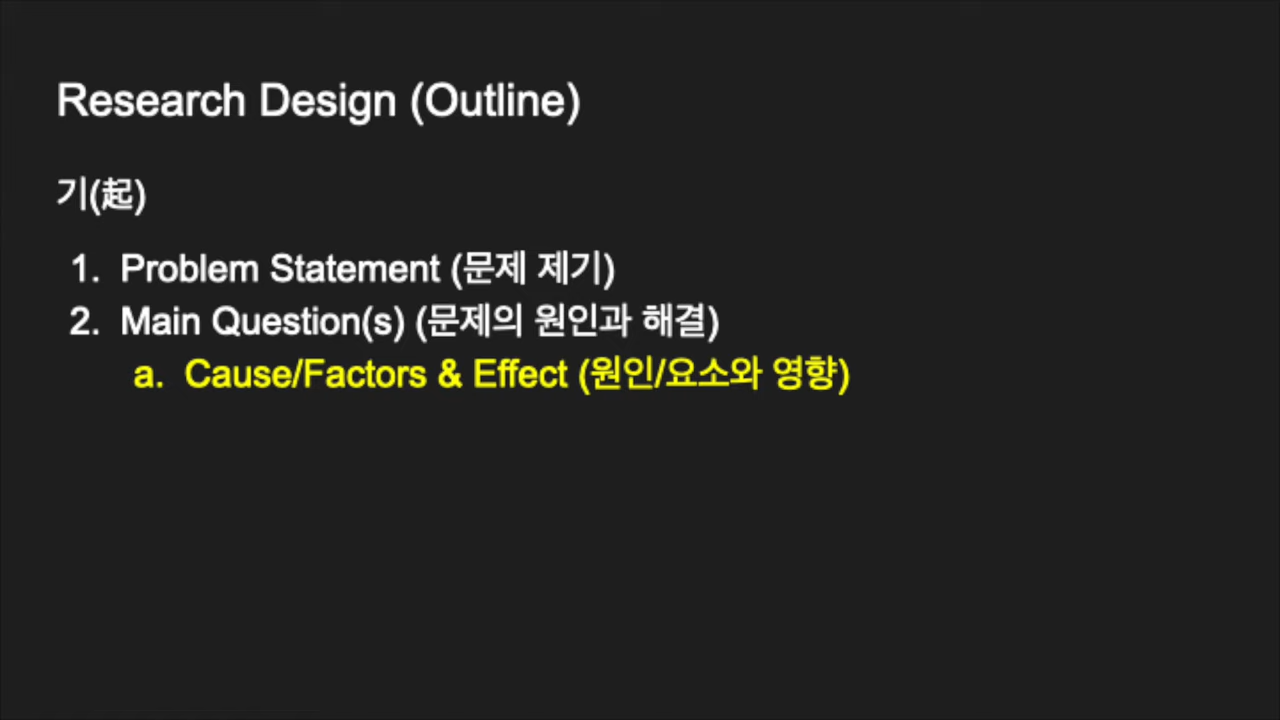 Research Design (Outline)
기(起)
1. Problem Statement (문제 제기)
2. Main Question(s) (문제의 원인과 해결)
a. Cause/Factors & Effect (원인/요소와 영향)